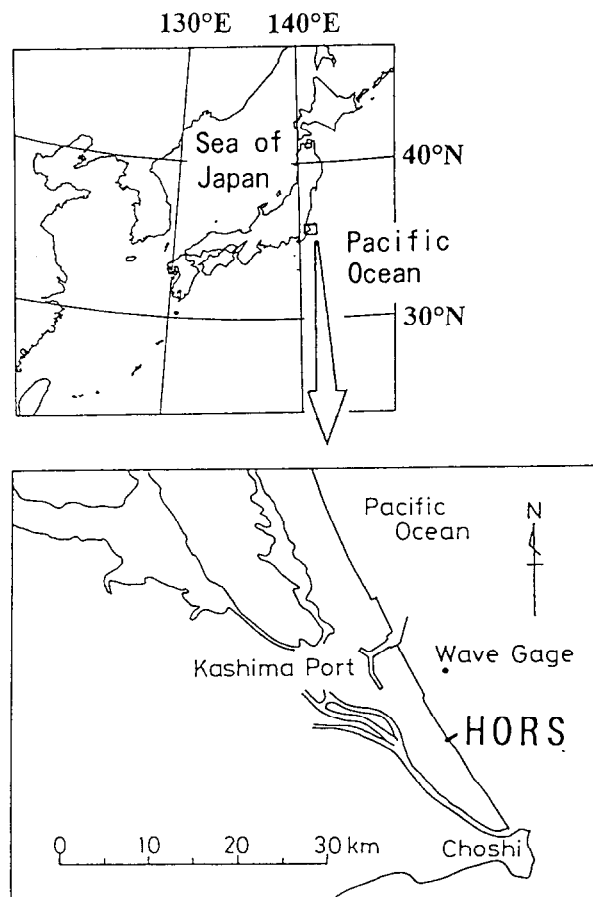 130°E 140°E
Sea of
Japan
40°N
Pacific
Ocean
30°N
Pacific
Ocean
N
Wave Gage
Kashima Port
HORS
0 10 20 30 km
Choshi